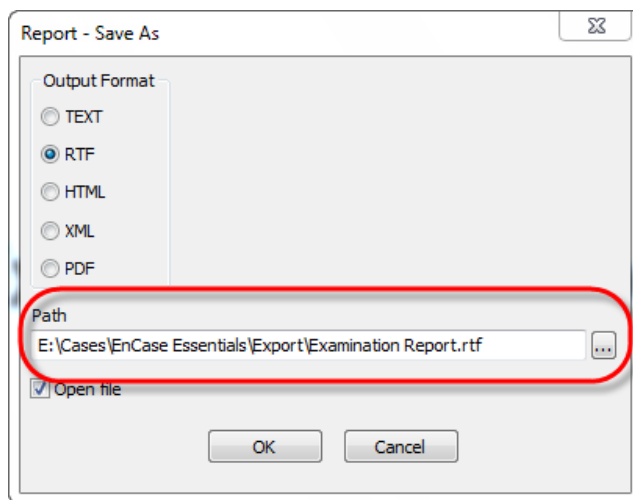 Report - Save As
Output Format
TEXT
RTF
HTML
XML
PDF
Path
E:\Cases\EnCase Essentials\Export\Examination Report.rtf
...
Open file
OK Cancel